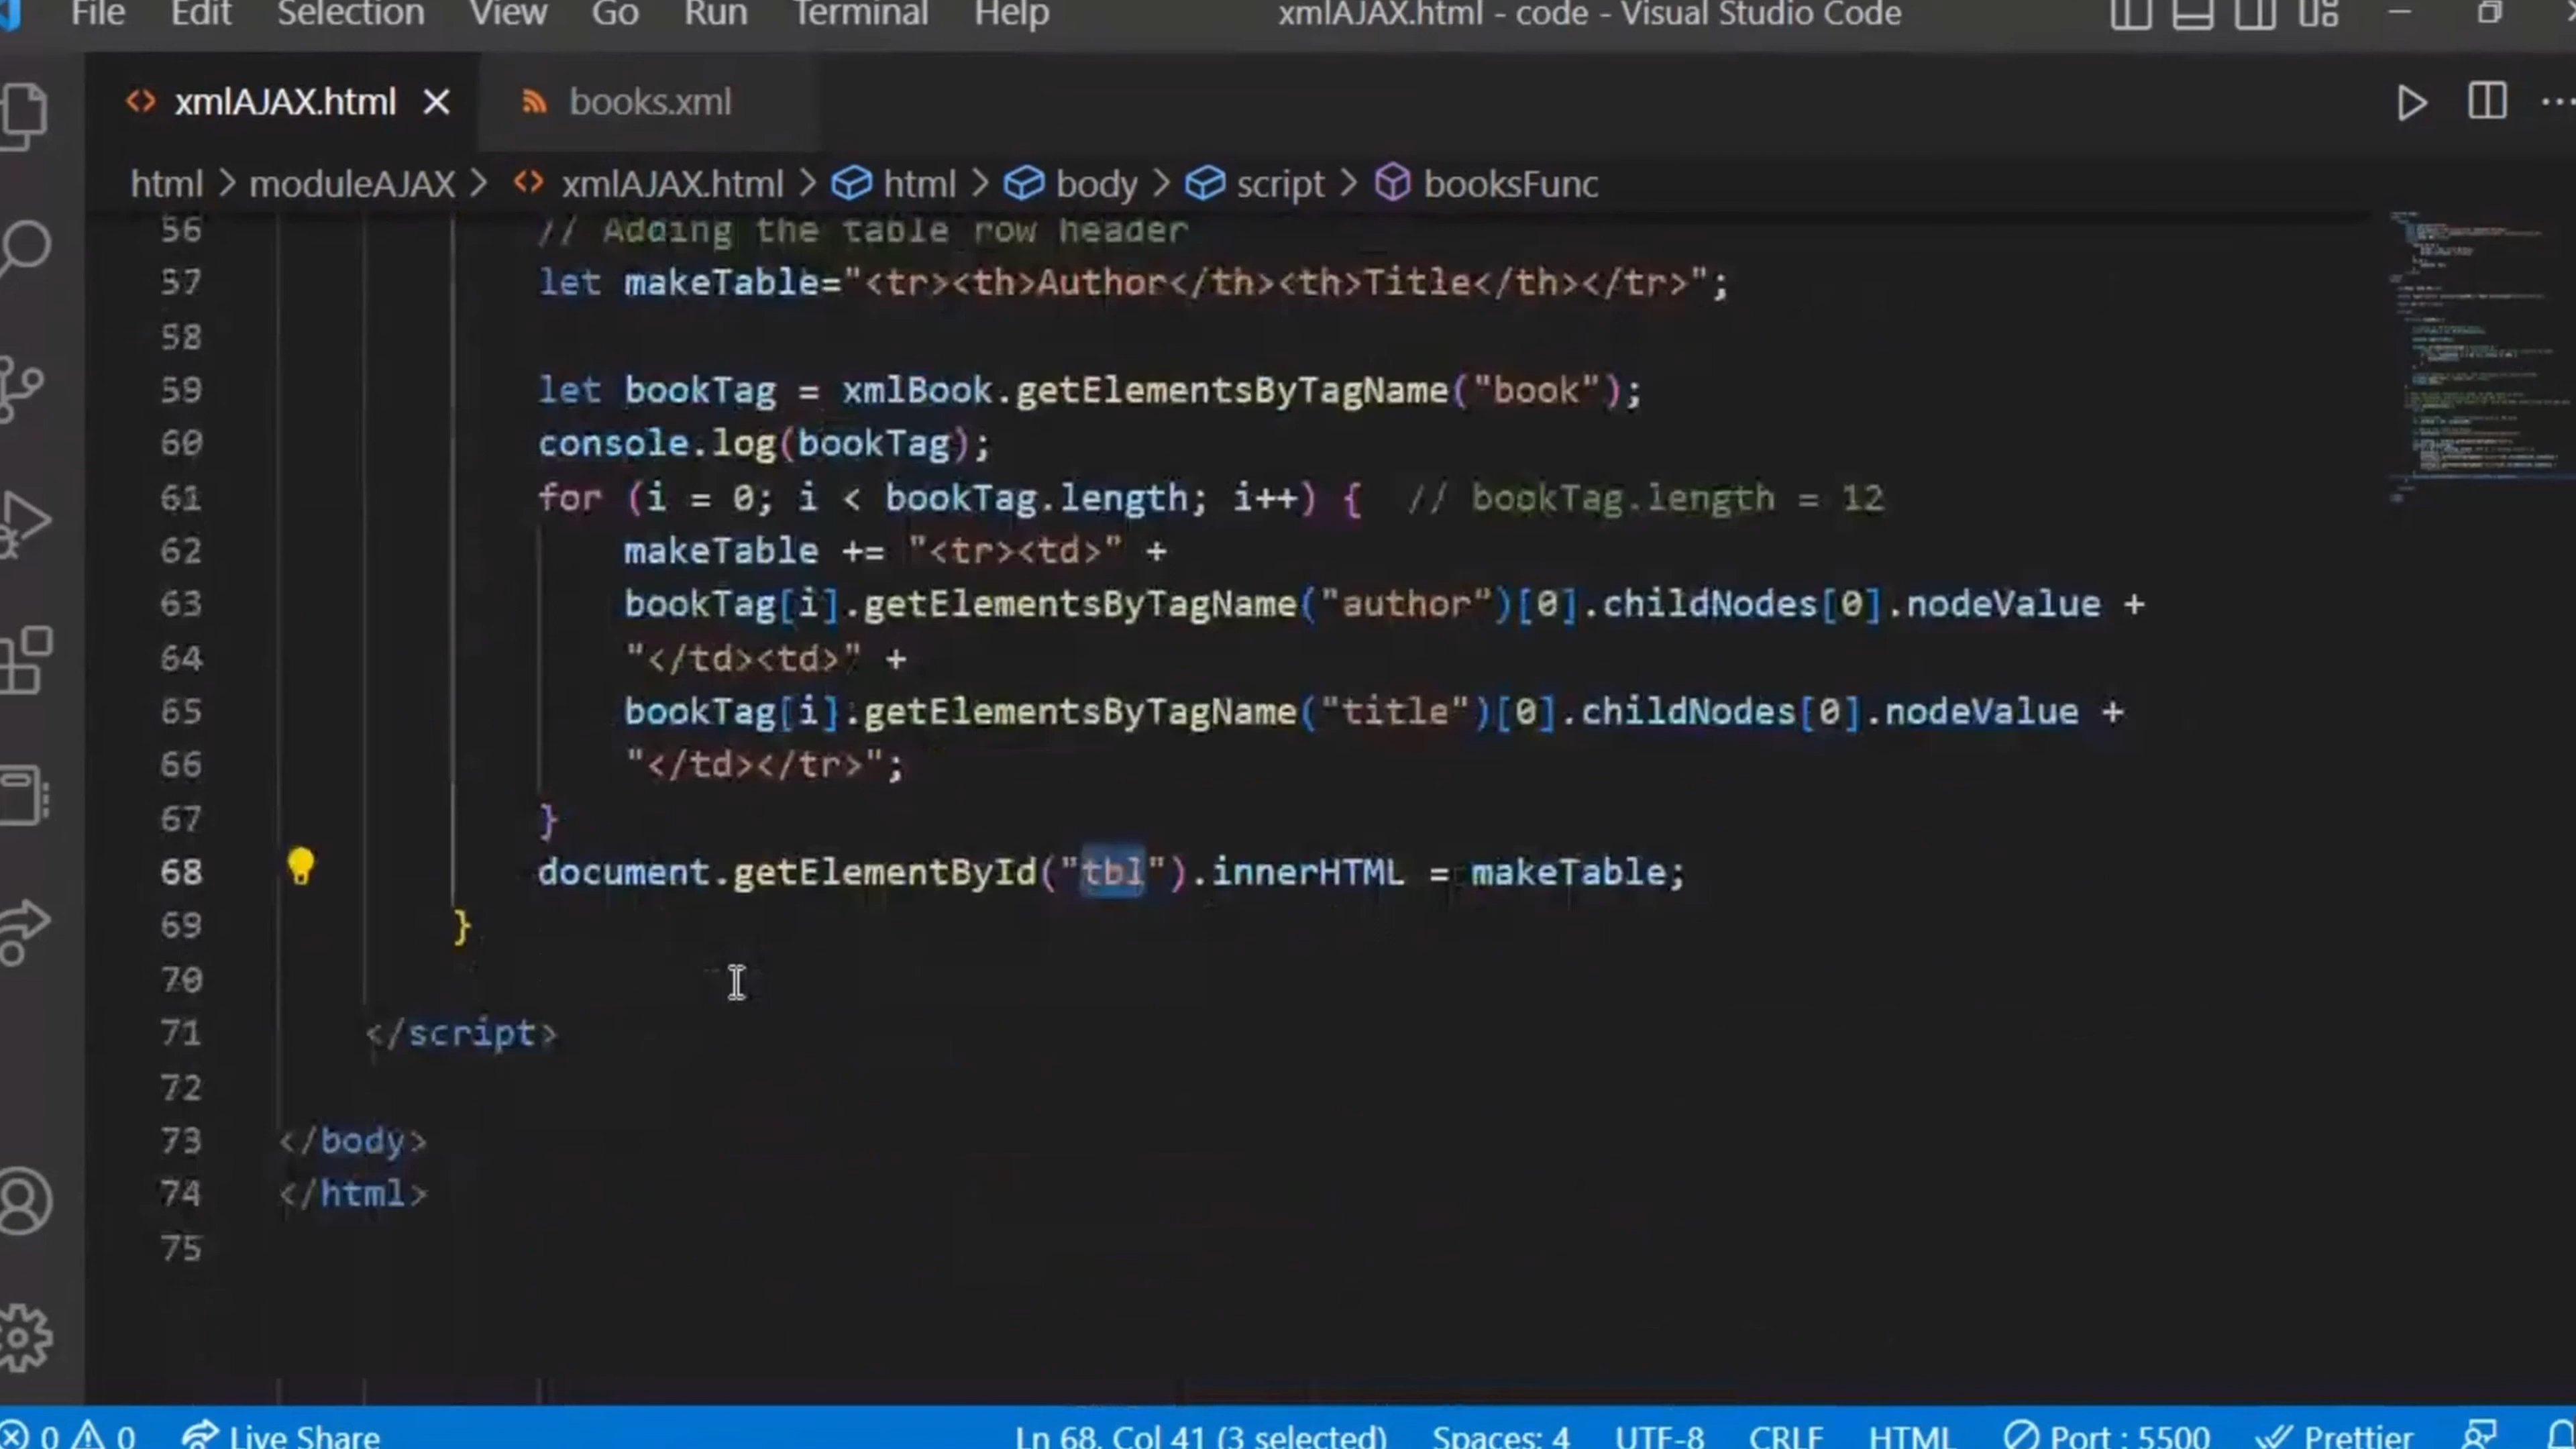 File Edit Selection View Go Run Terminal Help xmlAJAX.html - code - Visual Studio Code
xmlAJAX.html books.xml
html > moduleAJAX > xmlAJAX.html > html > body > script > booksFunc
56 // Adding the table row header
57 let makeTable="<tr><th>Author</th><th>Title</th></tr>";
58
59 let bookTag = xmlBook.getElementsByTagName("book");
60 console.log(bookTag);
61 for (i = 0; i < bookTag.length; i++) { // bookTag.length = 12
62 makeTable += "<tr><td>" +
63 bookTag[i].getElementsByTagName("author")[0].childNodes[0].nodeValue +
64 "</td><td>" +
65 bookTag[i].getElementsByTagName("title")[0].childNodes[0].nodeValue +
66 "</td></tr>";
67 }
68 document.getElementById("tbl").innerHTML = makeTable;
69 }
70
71 </script>
72
73 </body>
74 </html>
75
0 0 Live Share Ln 68, Col 41 (3 selected) Spaces: 4 UTF-8 CRLF HTML Port : 5500 Prettier